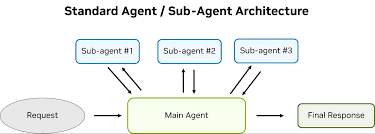 Standard Agent / Sub-Agent Architecture
Sub-agent #1
Sub-agent #2
Sub-agent #3
Request
Main Agent
Final Response